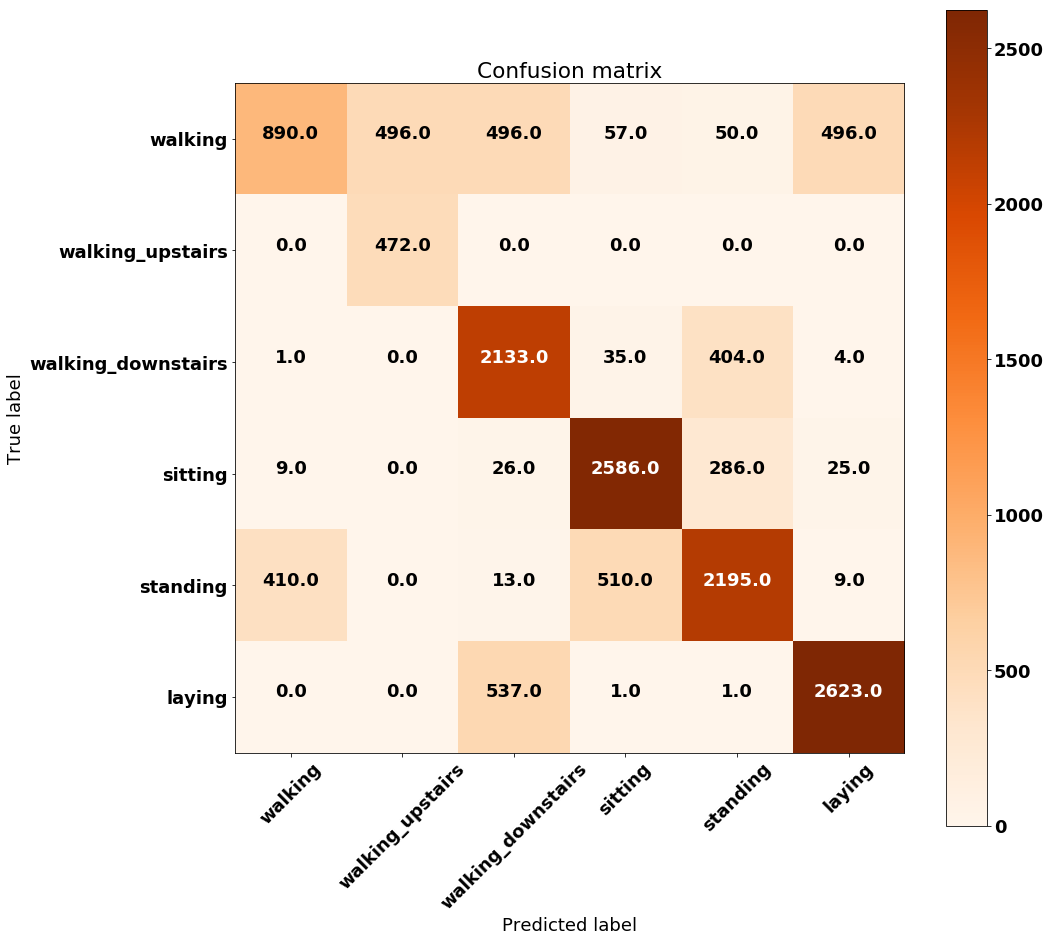 Confusion matrix
True label
walking 890.0 496.0 496.0 57.0 50.0 496.0
walking_upstairs 0.0 472.0 0.0 0.0 0.0 0.0
walking_downstairs 1.0 0.0 2133.0 35.0 404.0 4.0
sitting 9.0 0.0 26.0 2586.0 286.0 25.0
standing 410.0 0.0 13.0 510.0 2195.0 9.0
laying 0.0 0.0 537.0 1.0 1.0 2623.0
walking walking_upstairs walking_downstairs sitting standing laying
Predicted label
2500
2000
1500
1000
500
0